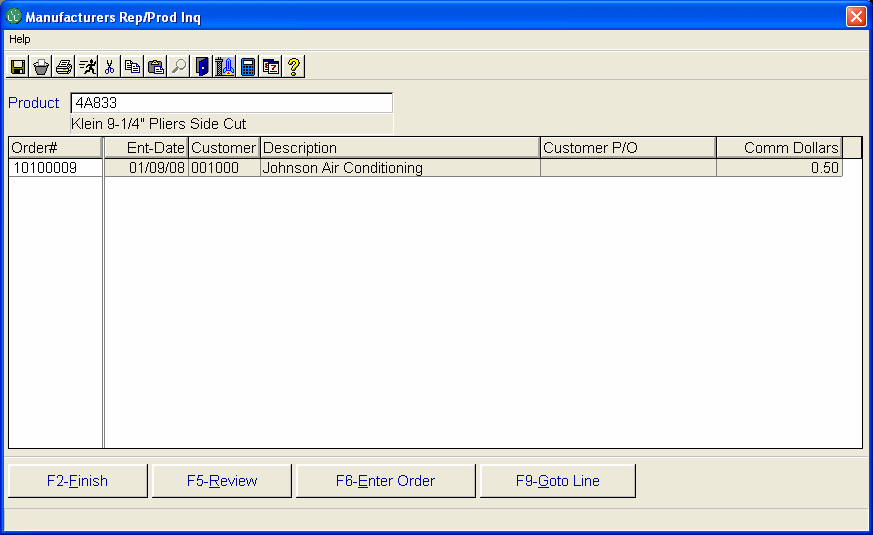 Manufacturers Rep/Prod Inq
Help
Product 4A833
Klein 9-1/4" Pliers Side Cut
Order# Ent-Date Customer Description Customer P/O Comm Dollars
10100009 01/09/08 001000 Johnson Air Conditioning 0.50
F2-Finish F5-Review F6-Enter Order F9-Goto Line